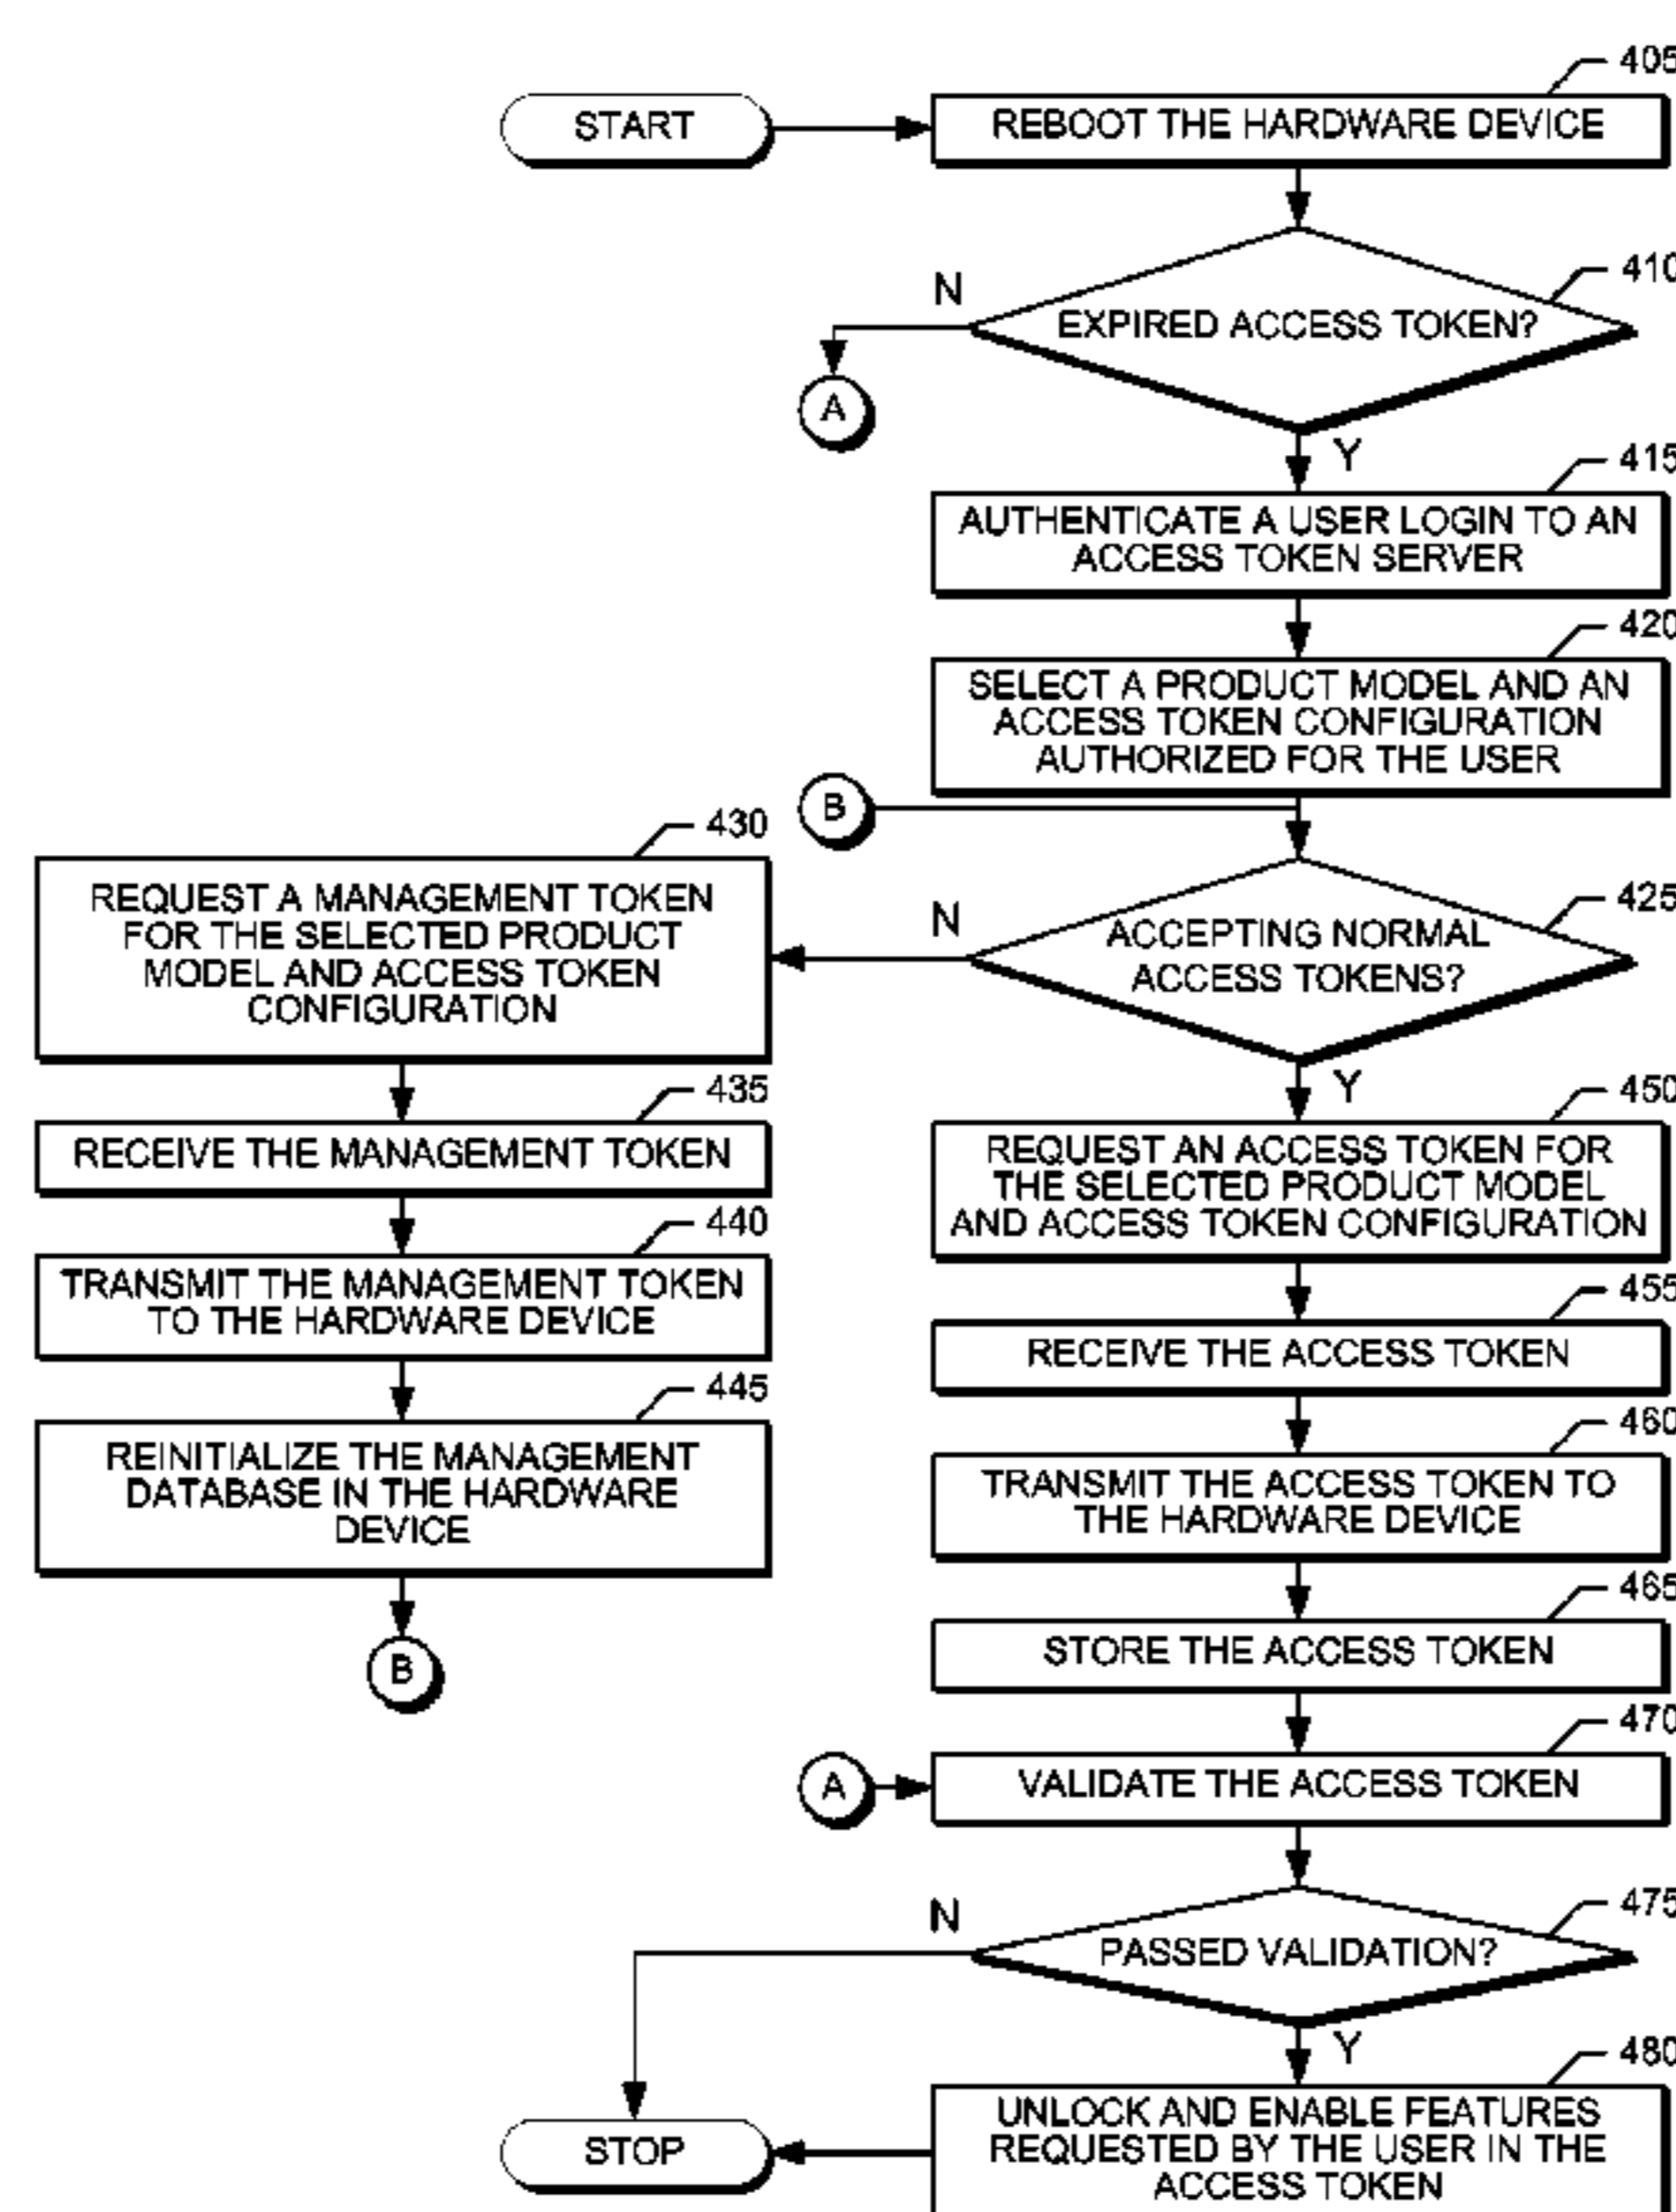 405
START
REBOOT THE HARDWARE DEVICE
410
N
EXPIRED ACCESS TOKEN?
A
Y
415
AUTHENTICATE A USER LOGIN TO AN
ACCESS TOKEN SERVER
420
SELECT A PRODUCT MODEL AND AN
ACCESS TOKEN CONFIGURATION
AUTHORIZED FOR THE USER
B
430
REQUEST A MANAGEMENT TOKEN
FOR THE SELECTED PRODUCT
MODEL AND ACCESS TOKEN
CONFIGURATION
425
N
ACCEPTING NORMAL
ACCESS TOKENS?
Y
435
RECEIVE THE MANAGEMENT TOKEN
440
TRANSMIT THE MANAGEMENT TOKEN
TO THE HARDWARE DEVICE
445
REINITIALIZE THE MANAGEMENT
DATABASE IN THE HARDWARE
DEVICE
B
450
REQUEST AN ACCESS TOKEN FOR
THE SELECTED PRODUCT MODEL
AND ACCESS TOKEN CONFIGURATION
455
RECEIVE THE ACCESS TOKEN
460
TRANSMIT THE ACCESS TOKEN TO
THE HARDWARE DEVICE
465
STORE THE ACCESS TOKEN
470
A
VALIDATE THE ACCESS TOKEN
475
N
PASSED VALIDATION?
Y
480
UNLOCK AND ENABLE FEATURES
REQUESTED BY THE USER IN THE
ACCESS TOKEN
STOP